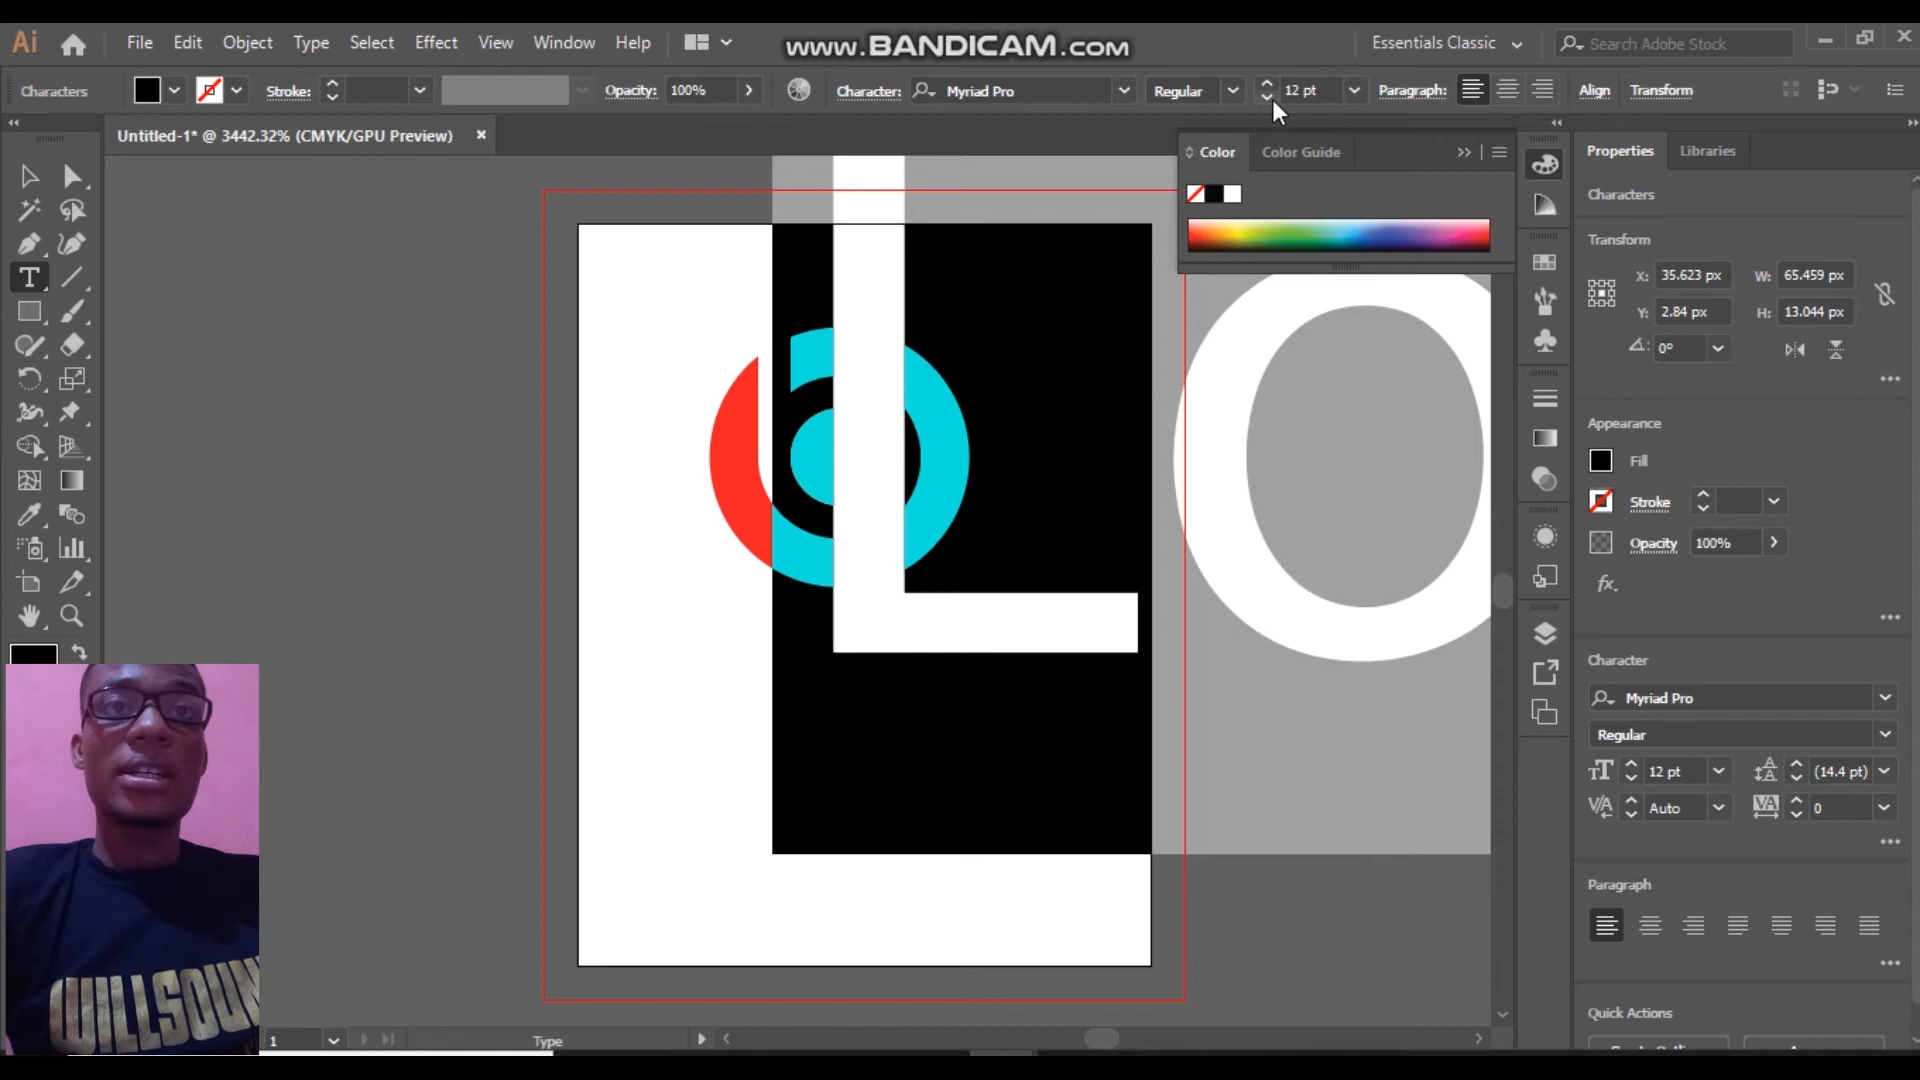 Ai File Edit Object Type Select Effect View Window Help www.BANDICAM.com Essentials Classic Search Adobe Stock
Characters Stroke: Opacity: 100% Character: Myriad Pro Regular 12 pt Paragraph: Align Transform
Untitled-1* @ 3442.32% (CMYK/GPU Preview)
Color Color Guide
Properties Libraries
Characters
Transform
X: 35.623 px W: 65.459 px
Y: 2.84 px H: 13.044 px
0°
Appearance
Fill
Stroke
Opacity 100%
fx.
Character
Myriad Pro
Regular
12 pt (14.4 pt)
Auto 0
Paragraph
Quick Actions
LO
WILLSOUN
1 Type